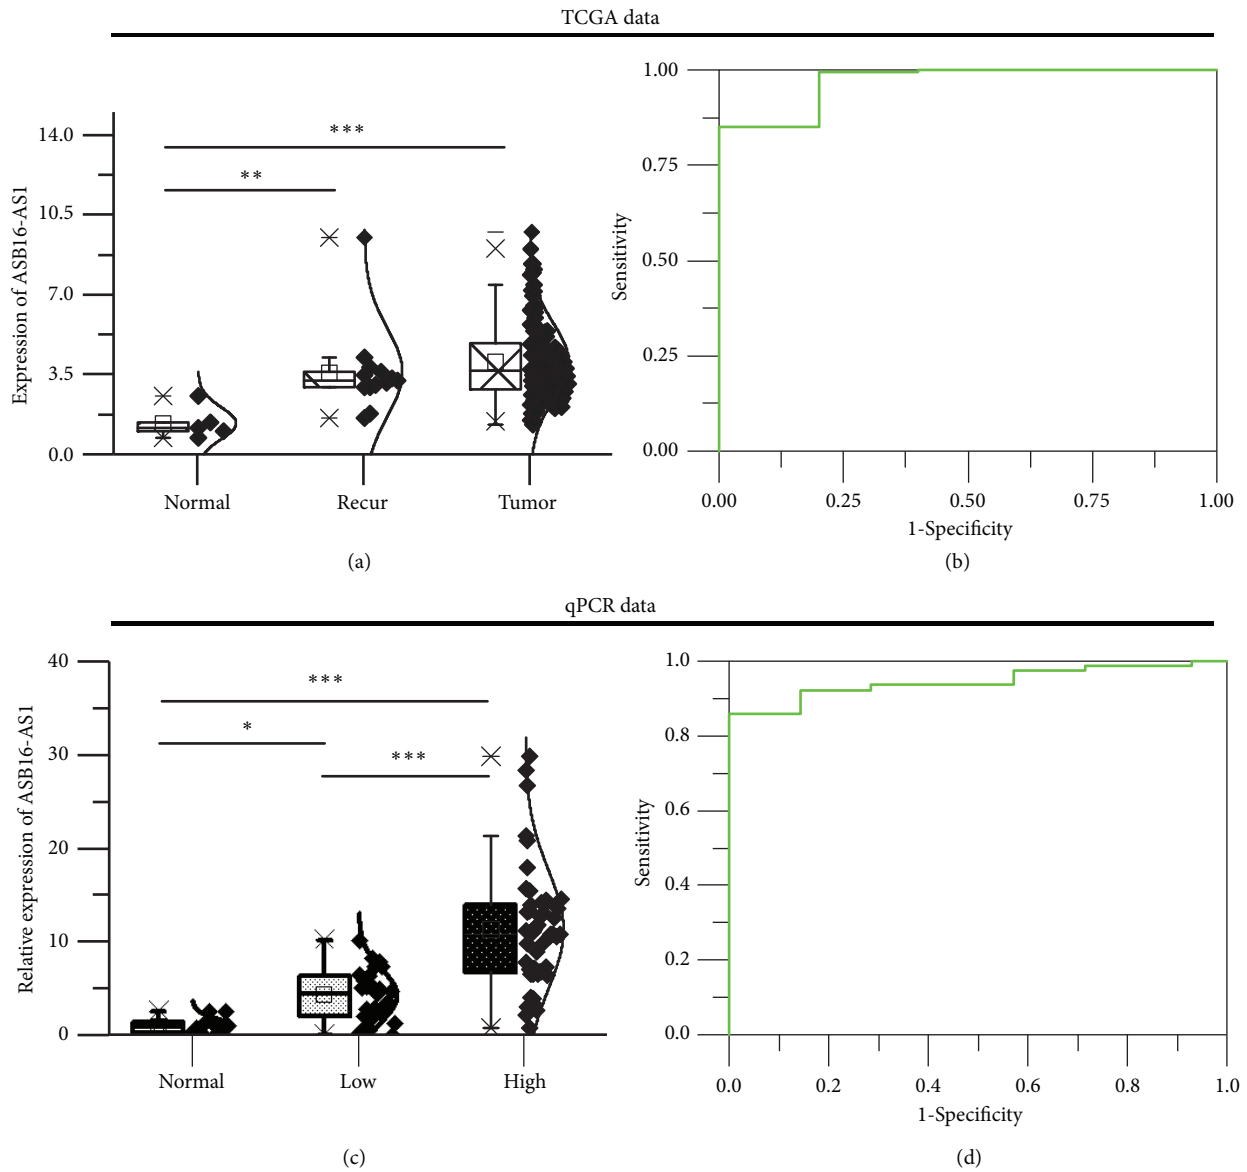 TCGA data
Expression of ASB16-AS1
14.0
10.5
7.0
3.5
0.0
***
**
Normal
Recur
Tumor
(a)
Sensitivity
1.00
0.75
0.50
0.25
0.00
0.00
0.25
0.50
0.75
1.00
1-Specificity
(b)
qPCR data
Relative expression of ASB16-AS1
40
30
20
10
0
***
*
***
Normal
Low
High
(c)
Sensitivity
1.0
0.8
0.6
0.4
0.2
0.0
0.0
0.2
0.4
0.6
0.8
1.0
1-Specificity
(d)